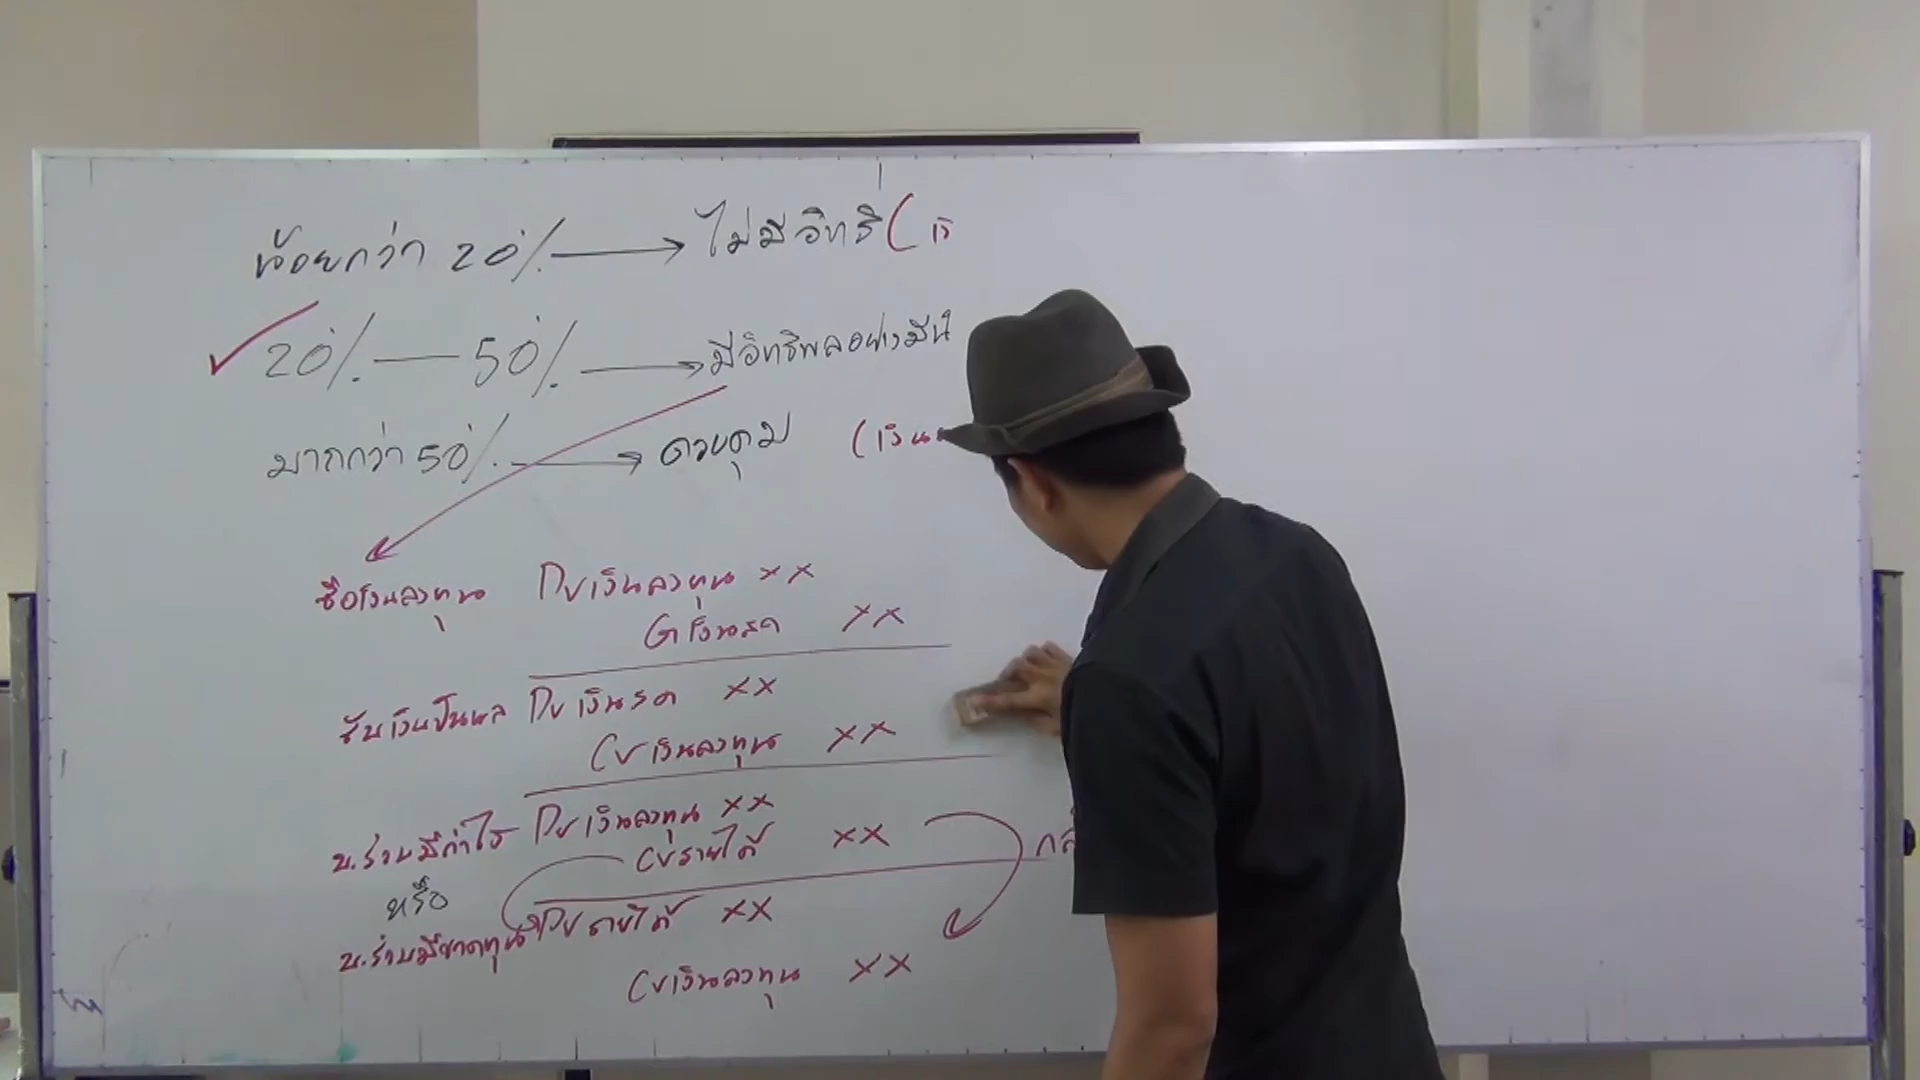 น้อยกว่า 20% → ไม่มีอิทธิ (เงิ
20% — 50% → มีอิทธิพลอย่างมีนั
มากกว่า 50% → ควบคุม (เงินล
ซื้อเงินลงทุน Dr เงินลงทุน xx
Cr เงินสด xx
รับเงินปันผล Dr เงินสด xx
Cr เงินลงทุน xx
บ.ร่วมมีกำไร Dr เงินลงทุน xx
Cr รายได้ xx
หรือ
บ.ร่วมมีขาดทุน Dr รายได้ xx
Cr เงินลงทุน xx